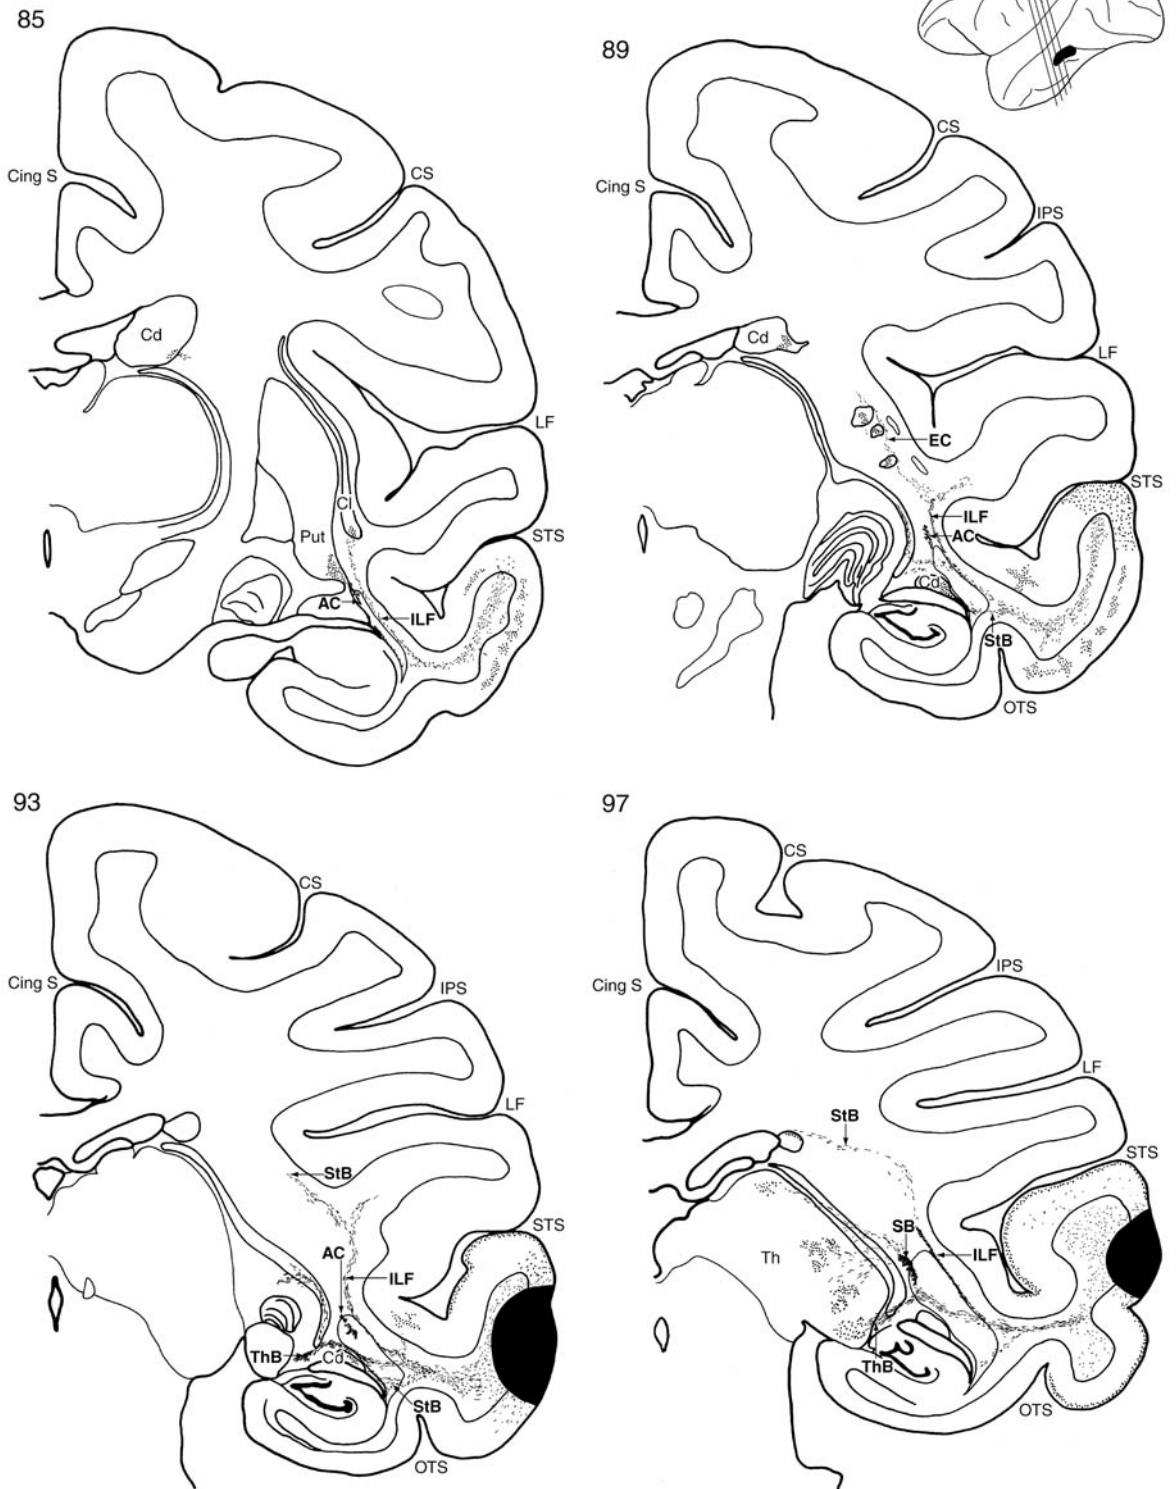 85
Cing S
CS
Cd
LF
STS
Cl
Put
AC
ILF
89
Cing S
CS
IPS
Cd
LF
EC
STS
ILF
AC
Cd
StB
OTS
93
Cing S
CS
IPS
LF
StB
STS
AC
ILF
ThB
Cd
StB
OTS
97
Cing S
CS
IPS
LF
StB
STS
SB
ILF
Th
ThB
OTS